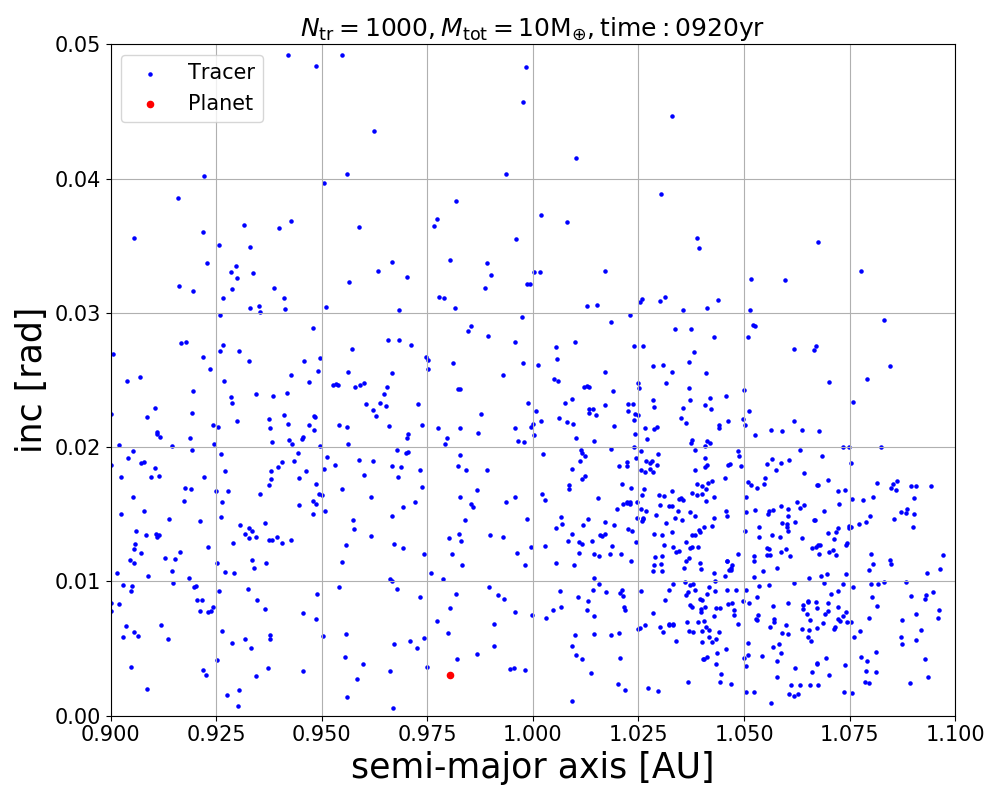 N_tr = 1000, M_tot = 10M_⊕, time : 0920yr
Tracer
Planet
0.05
0.04
0.03
0.02
0.01
0.00
inc [rad]
0.900 0.925 0.950 0.975 1.000 1.025 1.050 1.075 1.100
semi-major axis [AU]